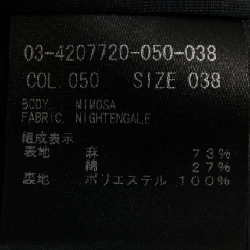 03-4207720-050-038
COL.050 SIZE 038
BODY.. MIMOSA
FABRIC. NIGHTENGALE
組成表示
表地 麻 73%
綿 27%
裏地 ポリエステル 100%